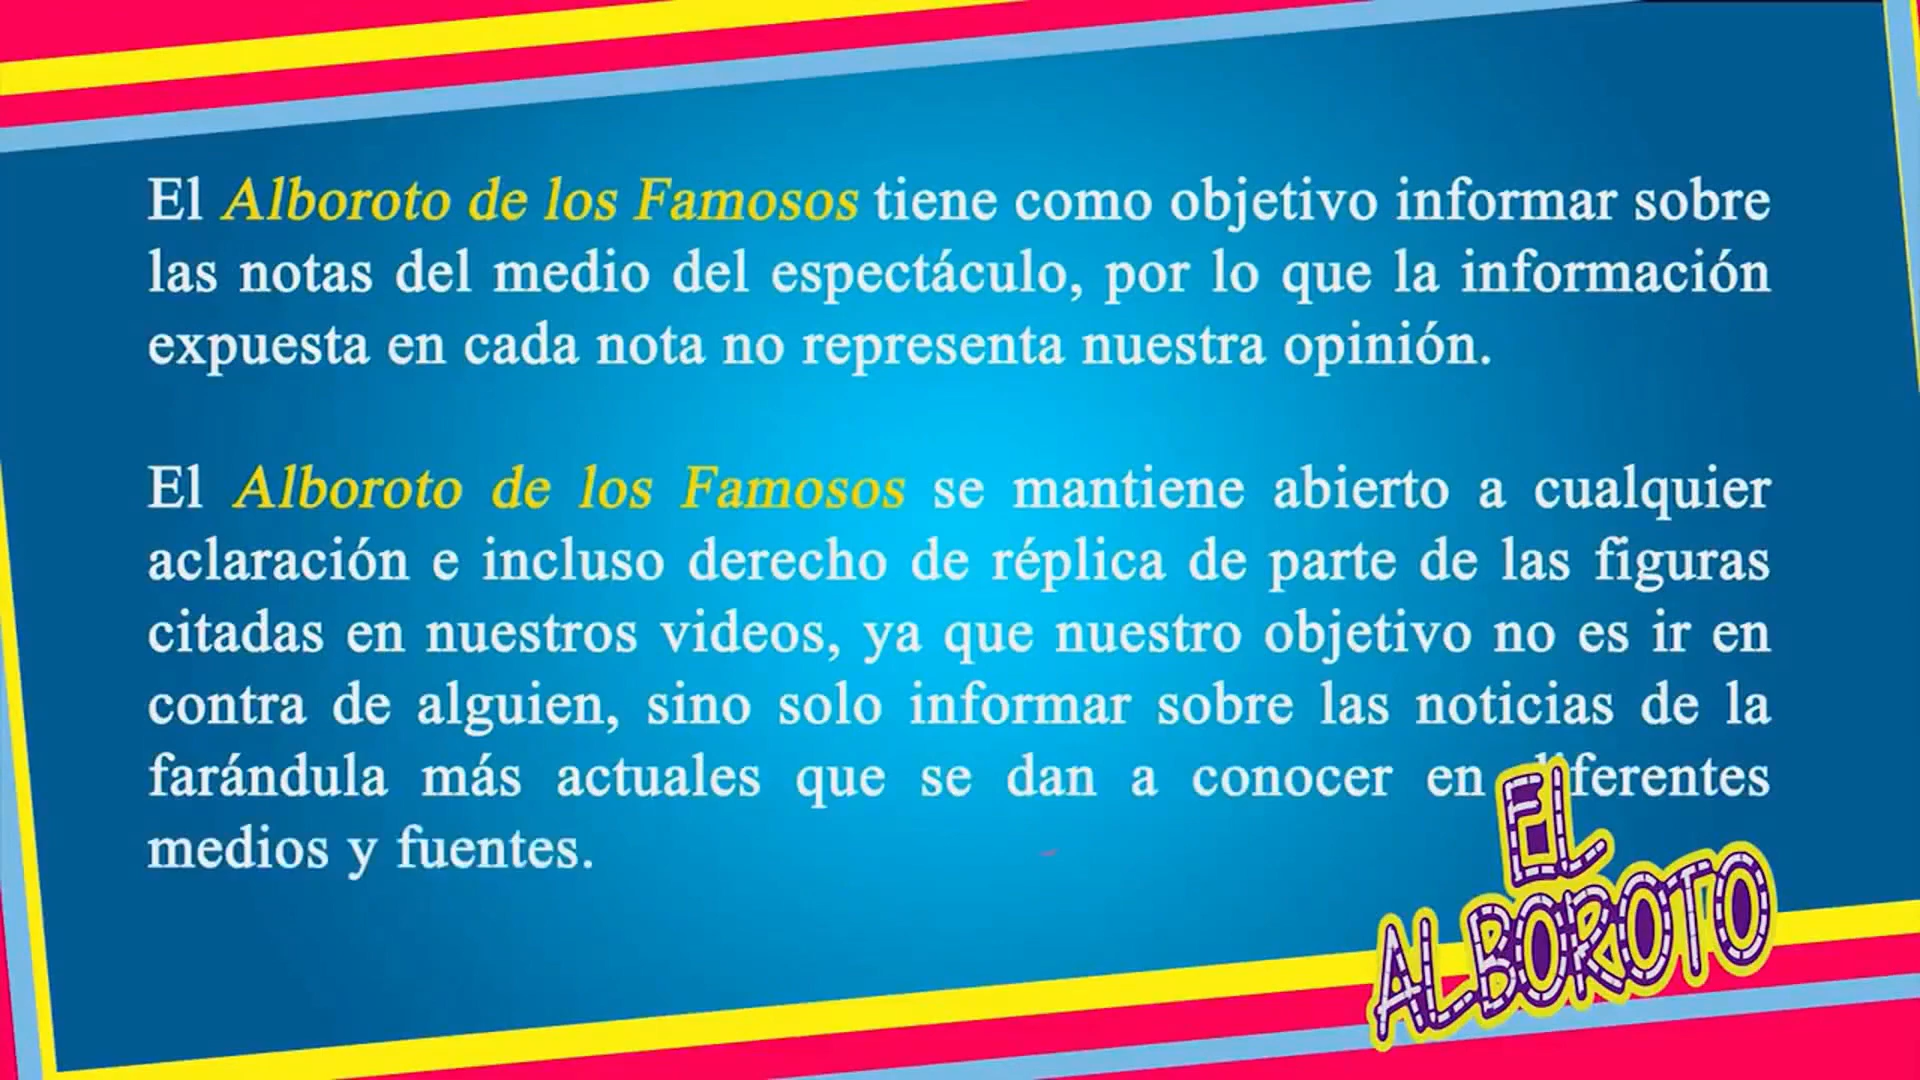 El Alboroto de los Famosos tiene como objetivo informar sobre
las notas del medio del espectáculo, por lo que la información
expuesta en cada nota no representa nuestra opinión.
El Alboroto de los Famosos se mantiene abierto a cualquier
aclaración e incluso derecho de réplica de parte de las figuras
citadas en nuestros videos, ya que nuestro objetivo no es ir en
contra de alguien, sino solo informar sobre las noticias de la
farándula más actuales que se dan a conocer en diferentes
medios y fuentes.
EL
ALBOROTO